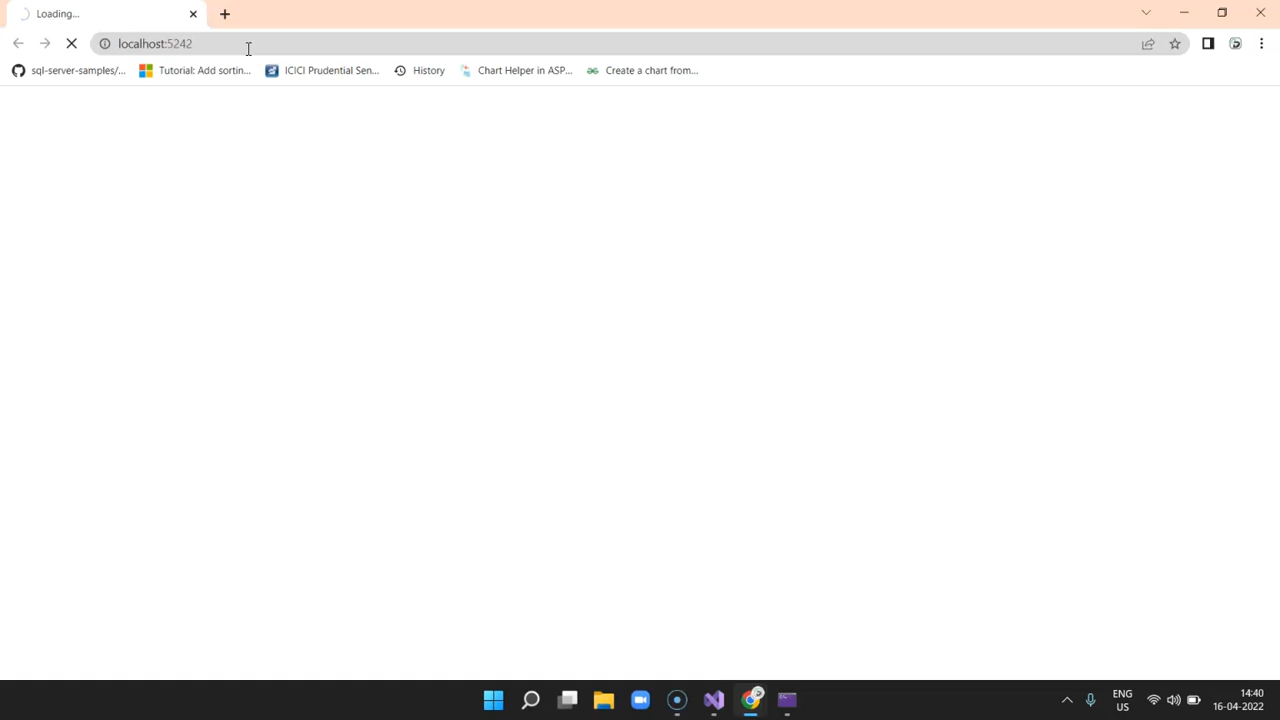 Loading...
localhost:5242
sql-server-samples/...
Tutorial: Add sortin...
ICICI Prudential Sen...
History
Chart Helper in ASP...
Create a chart from...
ENG
US
14:40
16-04-2022